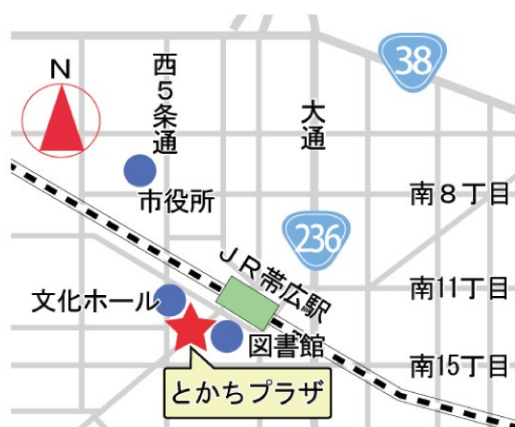 N
西5条通
38
大通
市役所
南8丁目
236
JR帯広駅
南11丁目
文化ホール
図書館
南15丁目
とかちプラザ